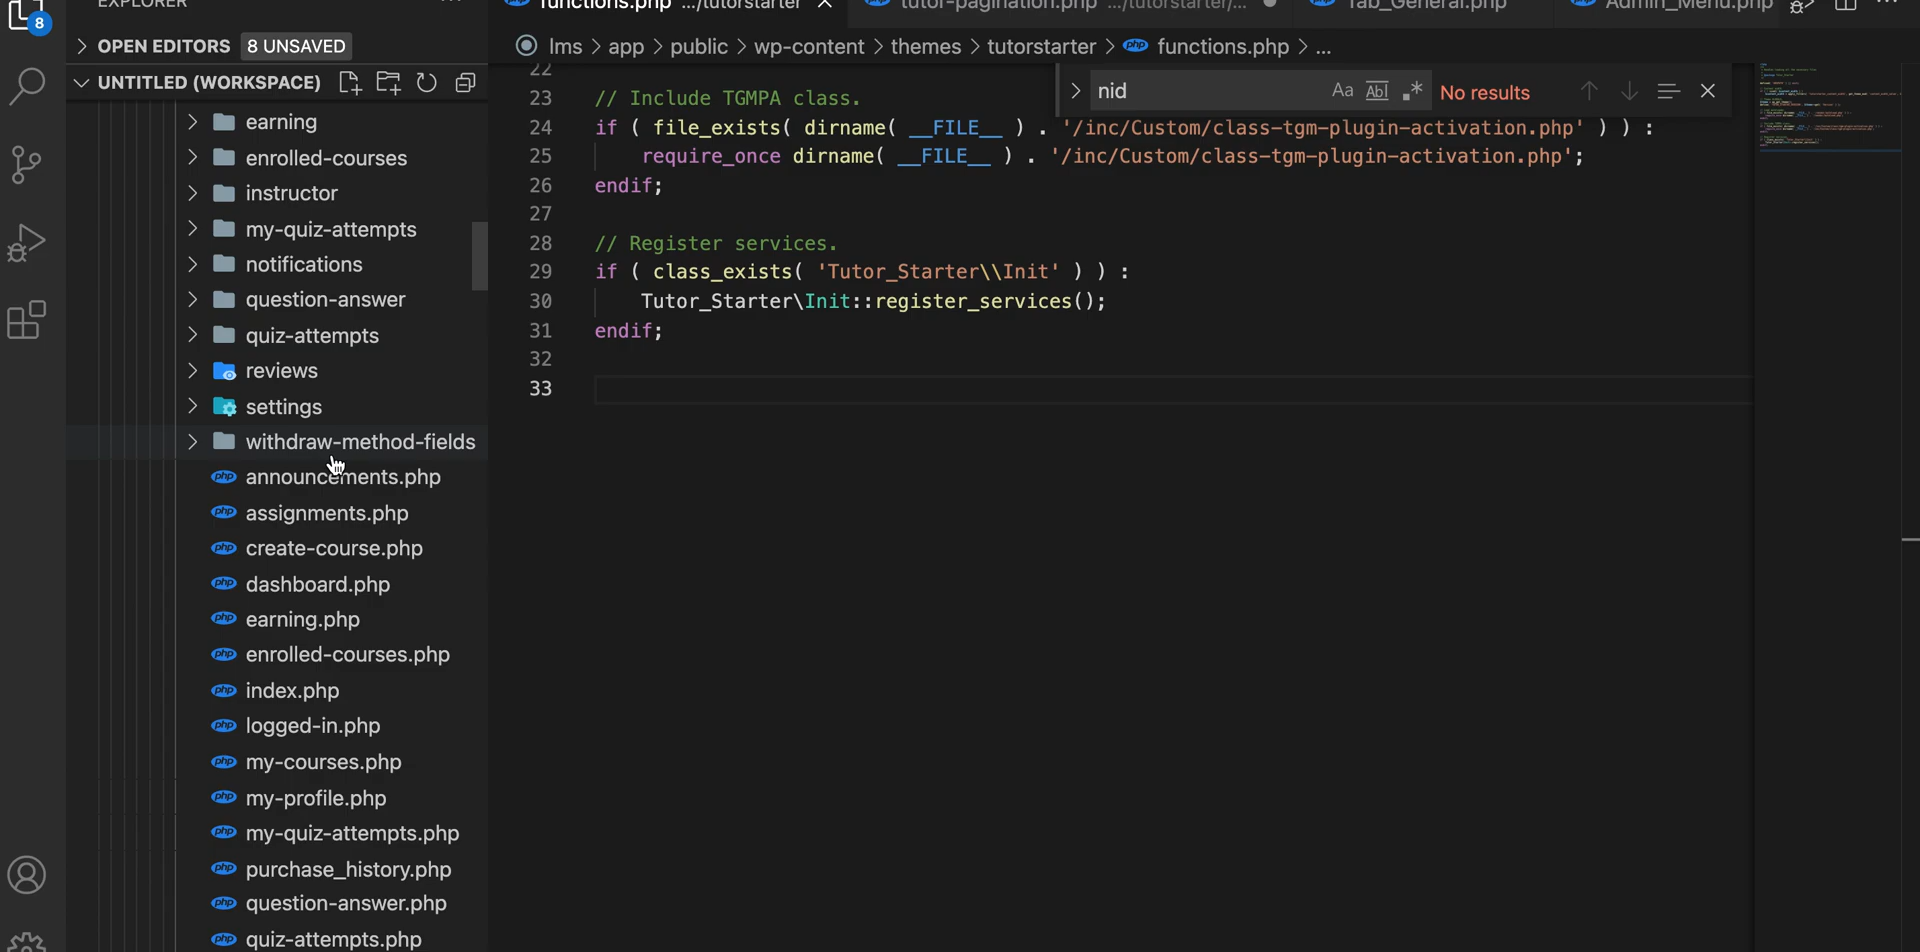 EXPLORER
8
OPEN EDITORS 8 UNSAVED
UNTITLED (WORKSPACE)
earning
enrolled-courses
instructor
my-quiz-attempts
notifications
question-answer
quiz-attempts
reviews
settings
withdraw-method-fields
announcements.php
assignments.php
create-course.php
dashboard.php
earning.php
enrolled-courses.php
index.php
logged-in.php
my-courses.php
my-profile.php
my-quiz-attempts.php
purchase_history.php
question-answer.php
quiz-attempts.php
functions.php .../tutorstarter
tutor-pagination.php .../tutorstarter/...
Tab_General.php
Admin_Menu.php
lms > app > public > wp-content > themes > tutorstarter > php functions.php > ...
nid Aa Abl .* No results
22
23 // Include TGMPA class.
24 if ( file_exists( dirname( __FILE__ ) . '/inc/Custom/class-tgm-plugin-activation.php' ) ) :
25 require_once dirname( __FILE__ ) . '/inc/Custom/class-tgm-plugin-activation.php';
26 endif;
27
28 // Register services.
29 if ( class_exists( 'Tutor_Starter\\Init' ) ) :
30 Tutor_Starter\Init::register_services();
31 endif;
32
33